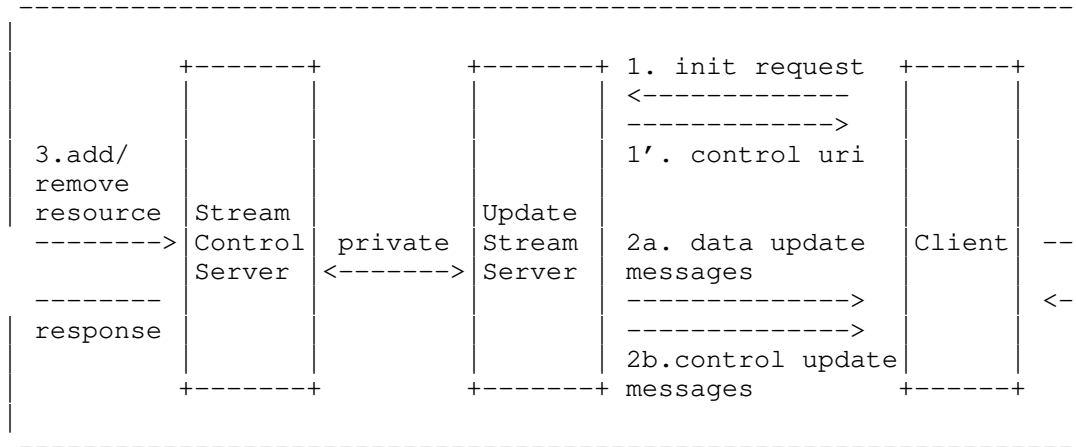 1. init request
3.add/ 1'. control uri
remove
resource Stream Update
Control private Stream 2a. data update Client
Server Server messages
response
2b.control update
messages